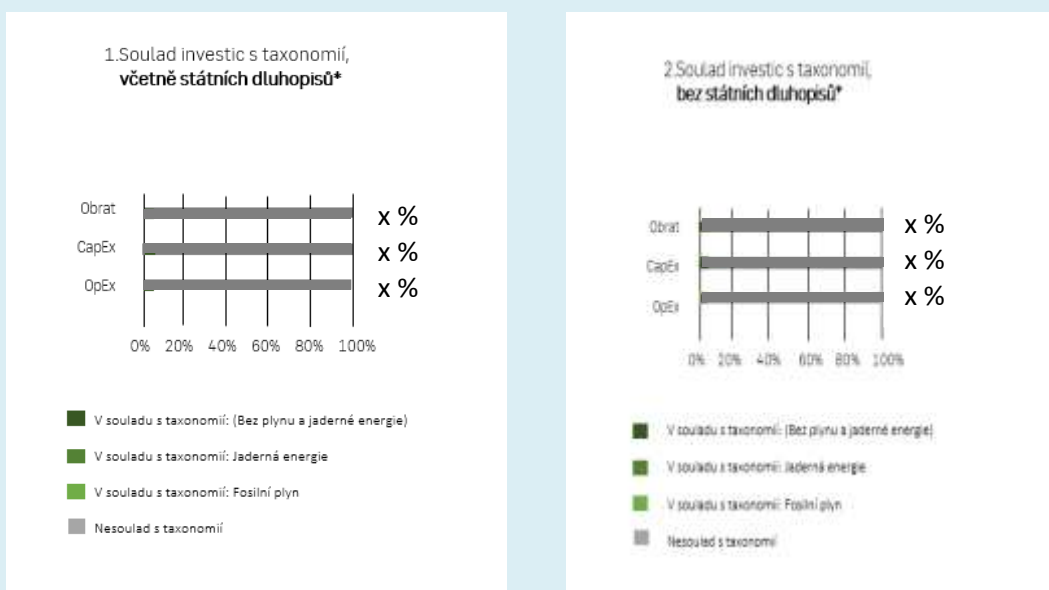 1.Soulad investic s taxonomií,
včetně státních dluhopisů*
Obrat
x %
CapEx
x %
OpEx
x %
0% 20% 40% 60% 80% 100%
V souladu s taxonomií: (Bez plynu a jaderné energie)
V souladu s taxonomií: Jaderná energie
V souladu s taxonomií: Fosilní plyn
Nesoulad s taxonomií
2.Soulad investic s taxonomií,
bez státních dluhopisů*
Obrat
x %
CapEx
x %
OpEx
x %
0% 20% 40% 60% 80% 100%
V souladu s taxonomií: (Bez plynu a jaderné energie)
V souladu s taxonomií: Jaderná energie
V souladu s taxonomií: Fosilní plyn
Nesoulad s taxonomií